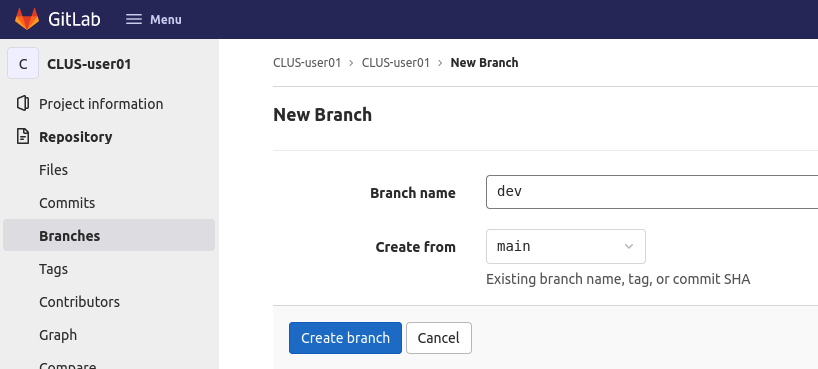 GitLab Menu
C CLUS-user01
Project information
Repository
Files
Commits
Branches
Tags
Contributors
Graph
Compare
CLUS-user01 › CLUS-user01 › New Branch
New Branch
Branch name dev
Create from main
Existing branch name, tag, or commit SHA
Create branch Cancel